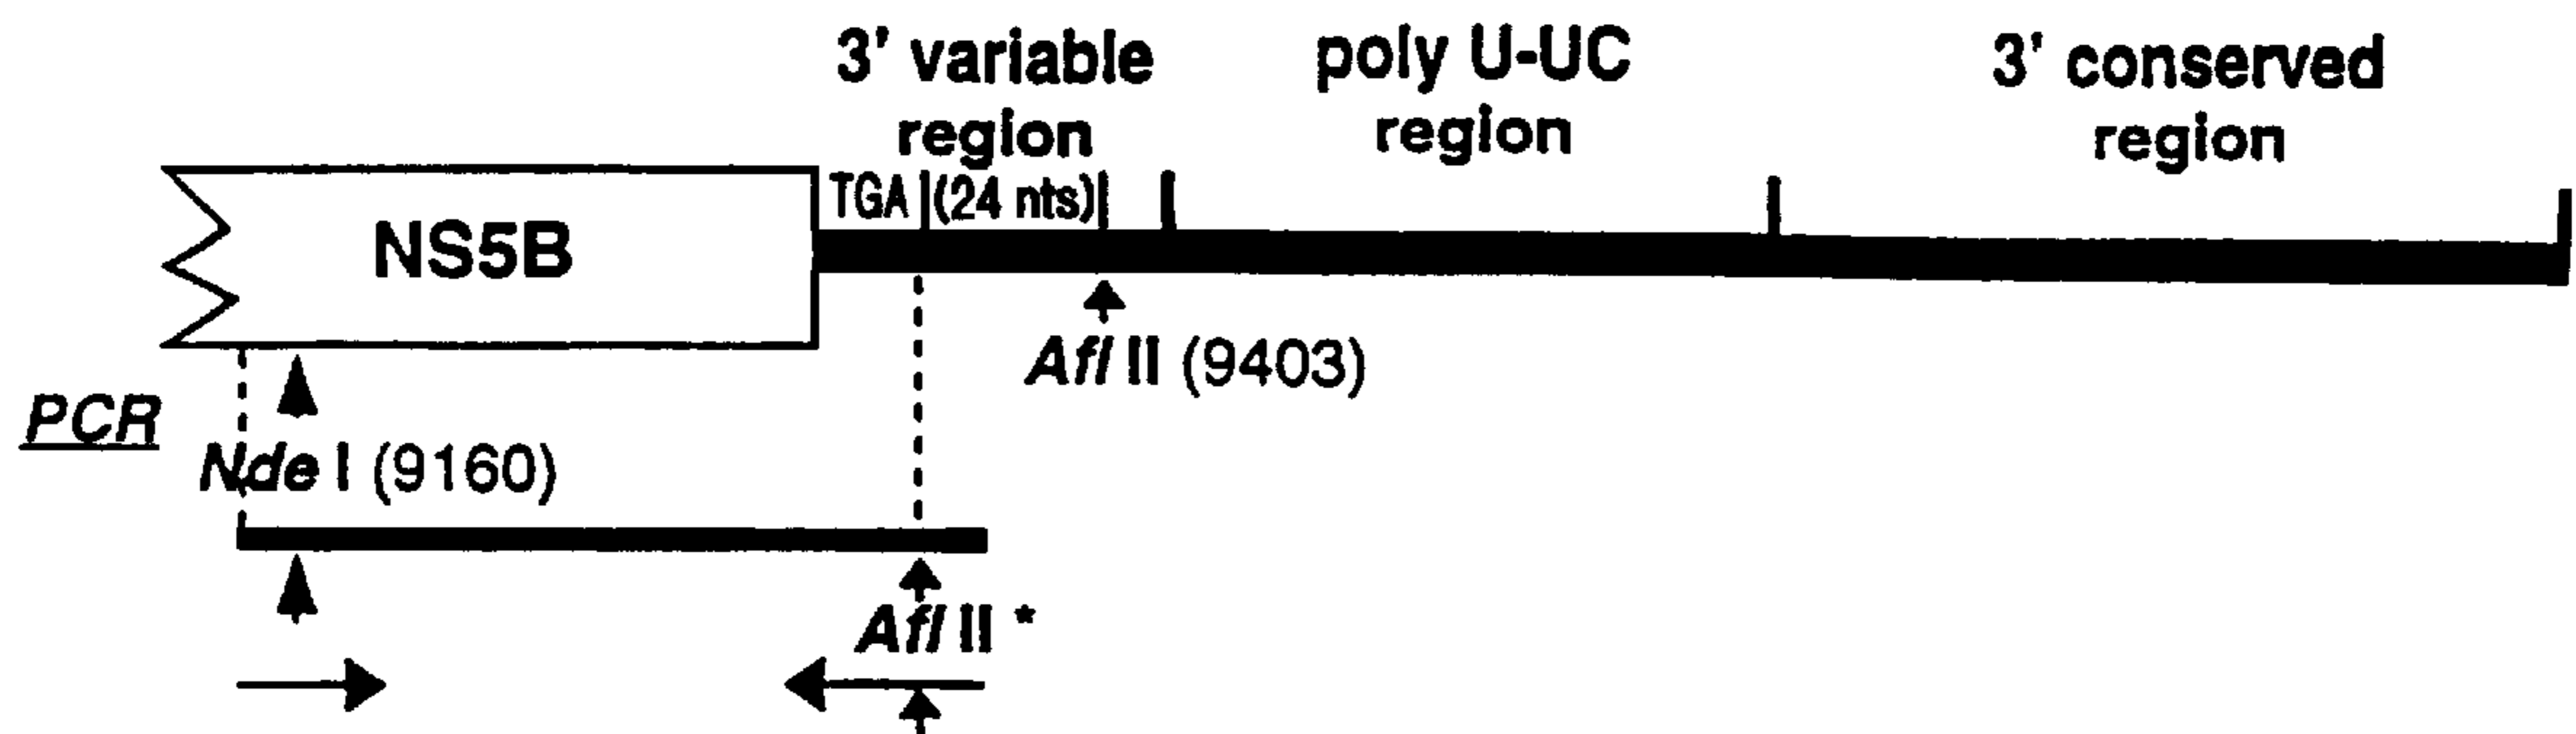 3' variable
region
poly U-UC
region
3' conserved
region
TGA
(24 nts)
NS5B
Afl II (9403)
PCR
Nde I (9160)
Afl II *